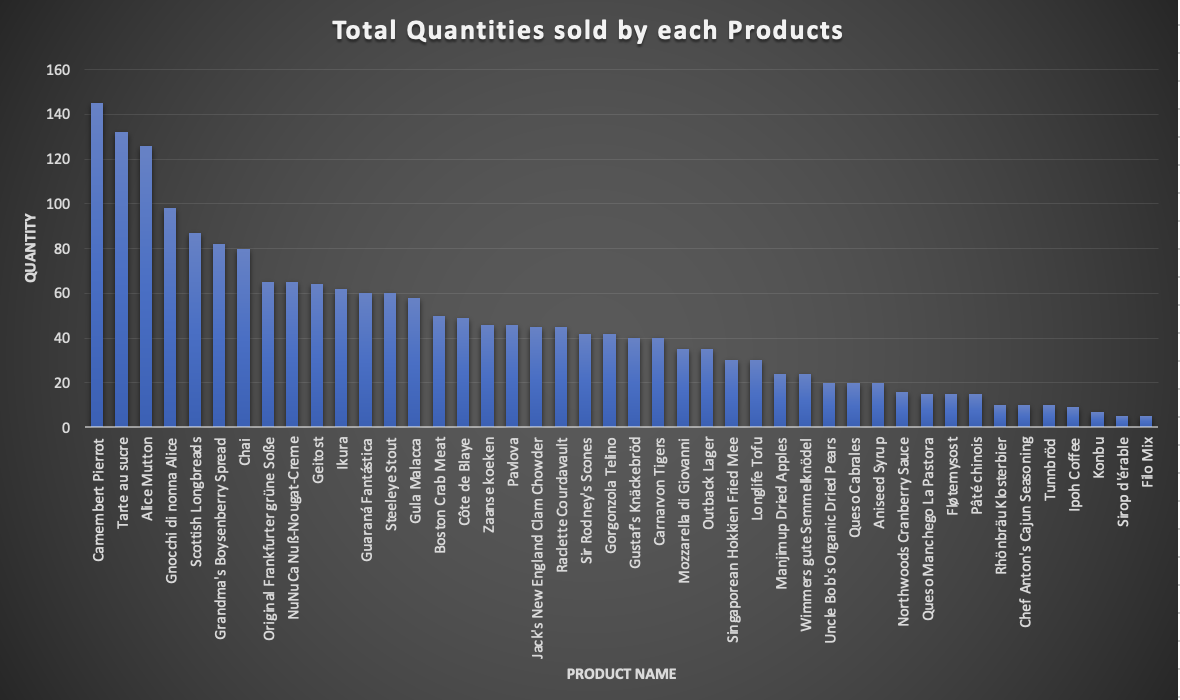 Total Quantities sold by each Products
160
140
120
100
80
60
40
20
0
QUANTITY
Camembert Pierrot
Tarte au sucre
Alice Mutton
Gnocchi di nonna Alice
Scottish Longbreads
Grandma's Boysenberry Spread
Chai
Original Frankfurter grüne Soße
NuNuCa Nuß-Nougat-Creme
Geitost
Ikura
Guaraná Fantástica
Steeleye Stout
Gula Malacca
Boston Crab Meat
Côte de Blaye
Zaanse koeken
Pavlova
Jack's New England Clam Chowder
Raclette Courdavault
Sir Rodney's Scones
Gorgonzola Telino
Gustaf's Knäckebröd
Carnarvon Tigers
Mozzarella di Giovanni
Outback Lager
Singaporean Hokkien Fried Mee
Longlife Tofu
Manjimup Dried Apples
Wimmers gute Semmelknödel
Uncle Bob's Organic Dried Pears
Queso Cabrales
Aniseed Syrup
Northwoods Cranberry Sauce
Queso Manchego La Pastora
Fløtemysost
Pâté chinois
Rhönbräu Klosterbier
Chef Anton's Cajun Seasoning
Tunnbröd
Ipoh Coffee
Konbu
Sirop d'érable
Filo Mix
PRODUCT NAME